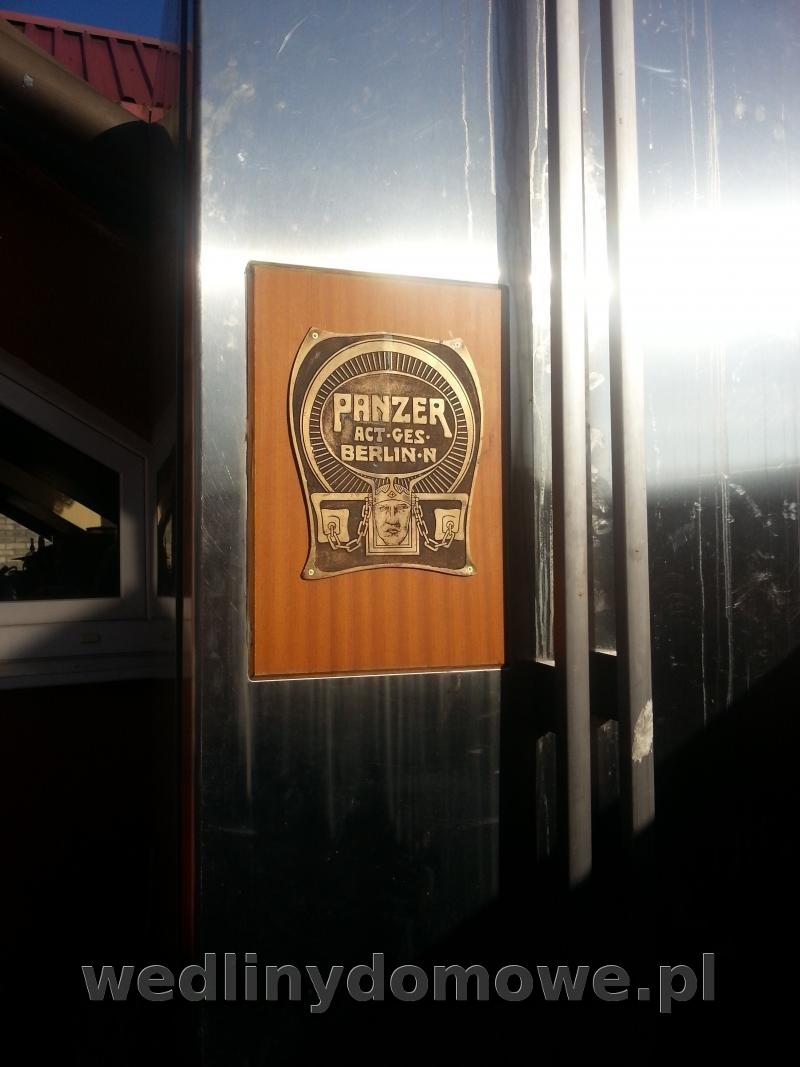 PANZER
ACT·GES·
BERLIN·N
wedlinydomowe.pl